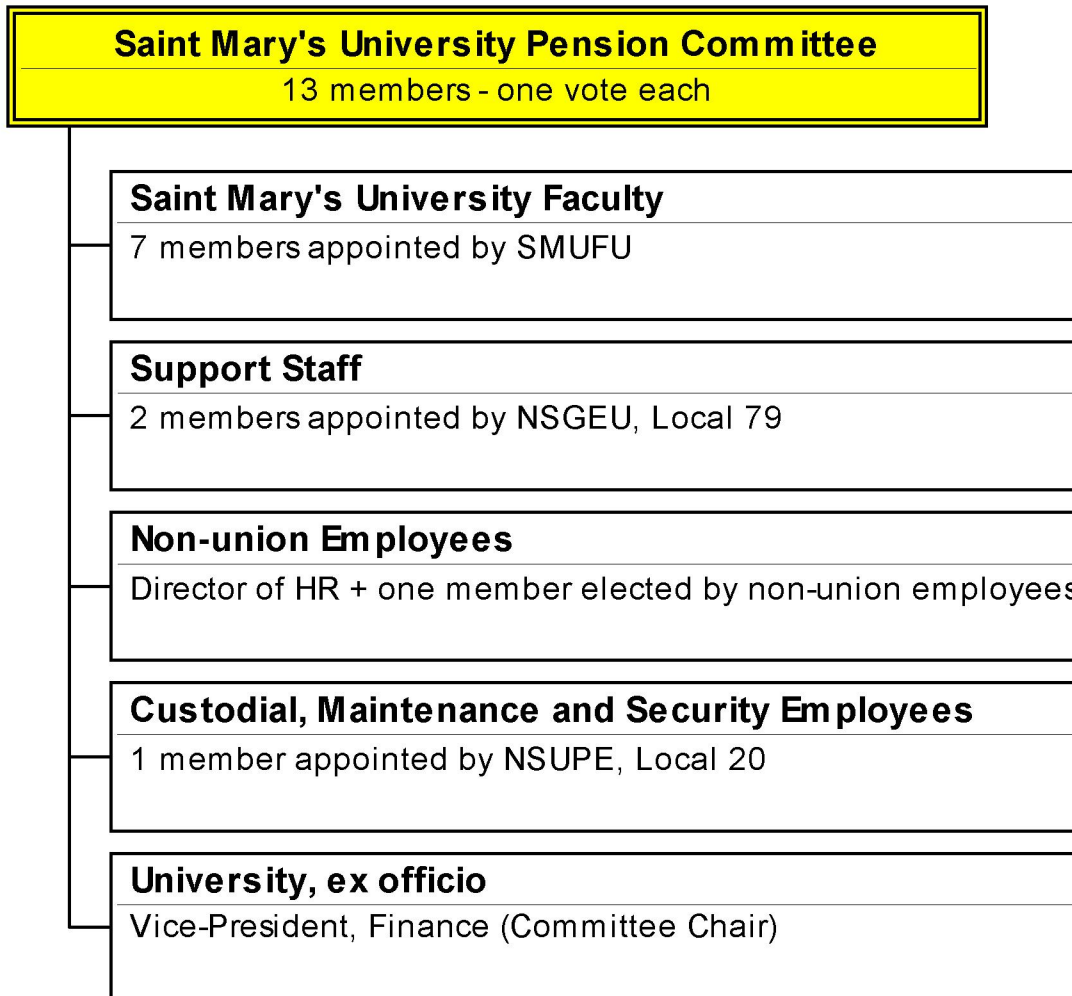 Saint Mary's University Pension Committee
13 members - one vote each
Saint Mary's University Faculty
7 members appointed by SMUFU
Support Staff
2 members appointed by NSGEU, Local 79
Non-union Employees
Director of HR + one member elected by non-union employees
Custodial, Maintenance and Security Employees
1 member appointed by NSUPE, Local 20
University, ex officio
Vice-President, Finance (Committee Chair)